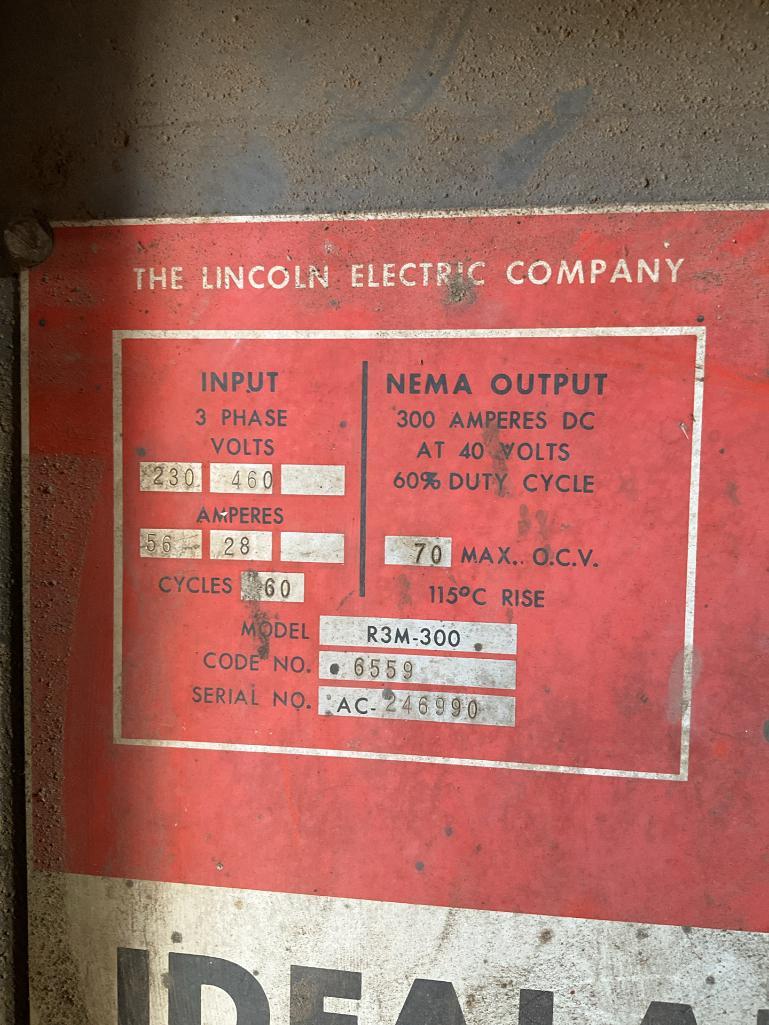 THE LINCOLN ELECTRIC COMPANY
INPUT
3 PHASE
VOLTS
230 460
AMPERES
56 28
CYCLES 60
NEMA OUTPUT
300 AMPERES DC
AT 40 VOLTS
60% DUTY CYCLE
70 MAX. O.C.V.
115°C RISE
MODEL R3M-300
CODE NO. 6559
SERIAL NO. AC-246990